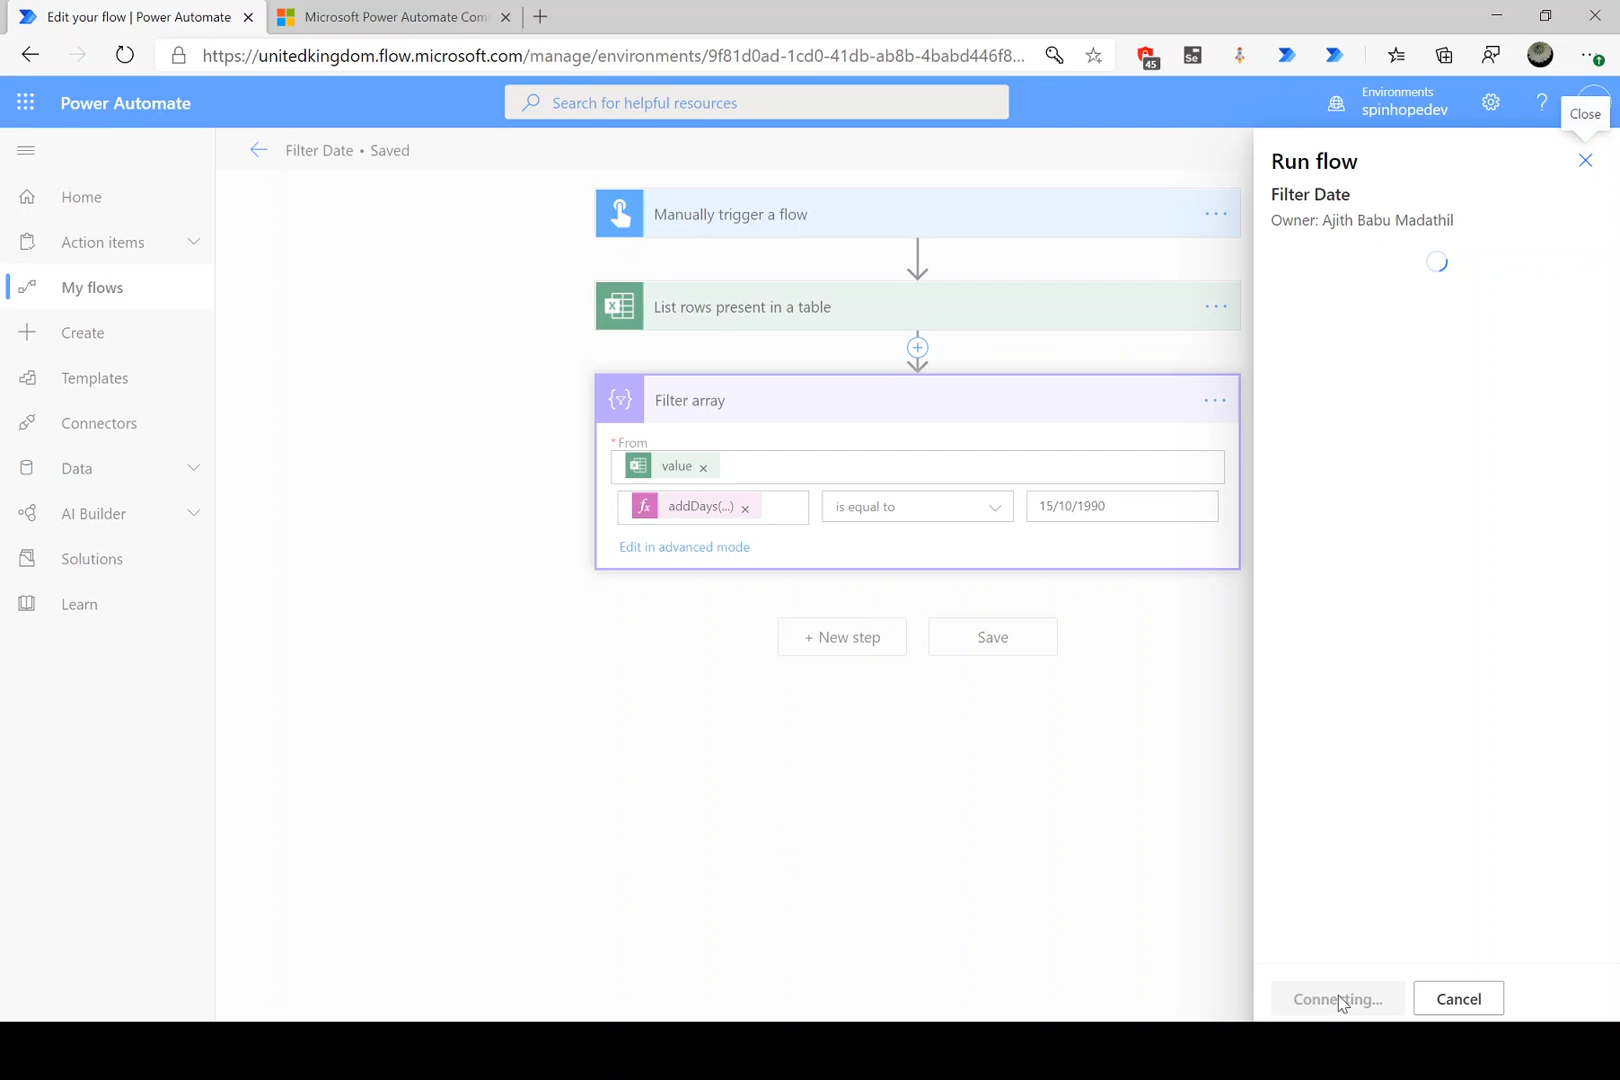 Edit your flow | Power Automate
Microsoft Power Automate Com
https://unitedkingdom.flow.microsoft.com/manage/environments/9f81d0ad-1cd0-41db-ab8b-4babd446f8...
45
Se
Power Automate
Search for helpful resources
Environments
spinhopedev
?
Close
Filter Date • Saved
Home
Action items
My flows
Create
Templates
Connectors
Data
AI Builder
Solutions
Learn
Manually trigger a flow
List rows present in a table
Filter array
* From
value
fx addDays(...)
is equal to
15/10/1990
Edit in advanced mode
+ New step
Save
Run flow
Filter Date
Owner: Ajith Babu Madathil
Connecting...
Cancel